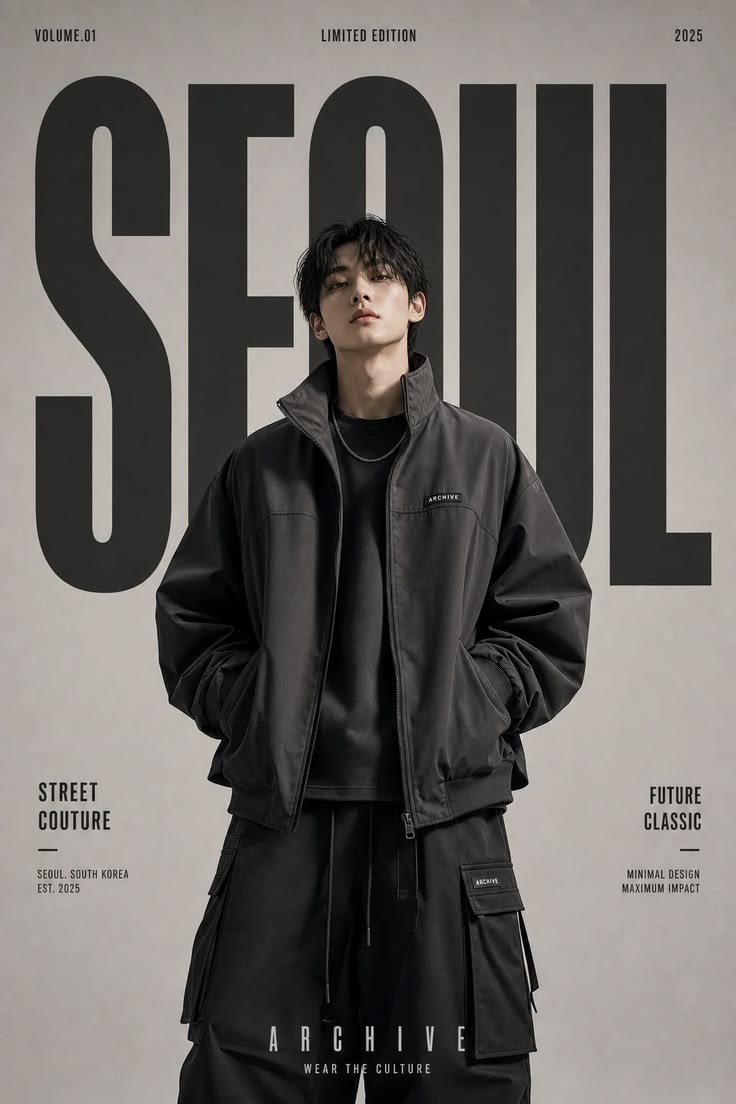 VOLUME.01
LIMITED EDITION
2025
SEOUL
ARCHIVE
STREET
COUTURE
SEOUL. SOUTH KOREA
EST. 2025
FUTURE
CLASSIC
MINIMAL DESIGN
MAXIMUM IMPACT
ARCHIVE
ARCHIVE
WEAR THE CULTURE